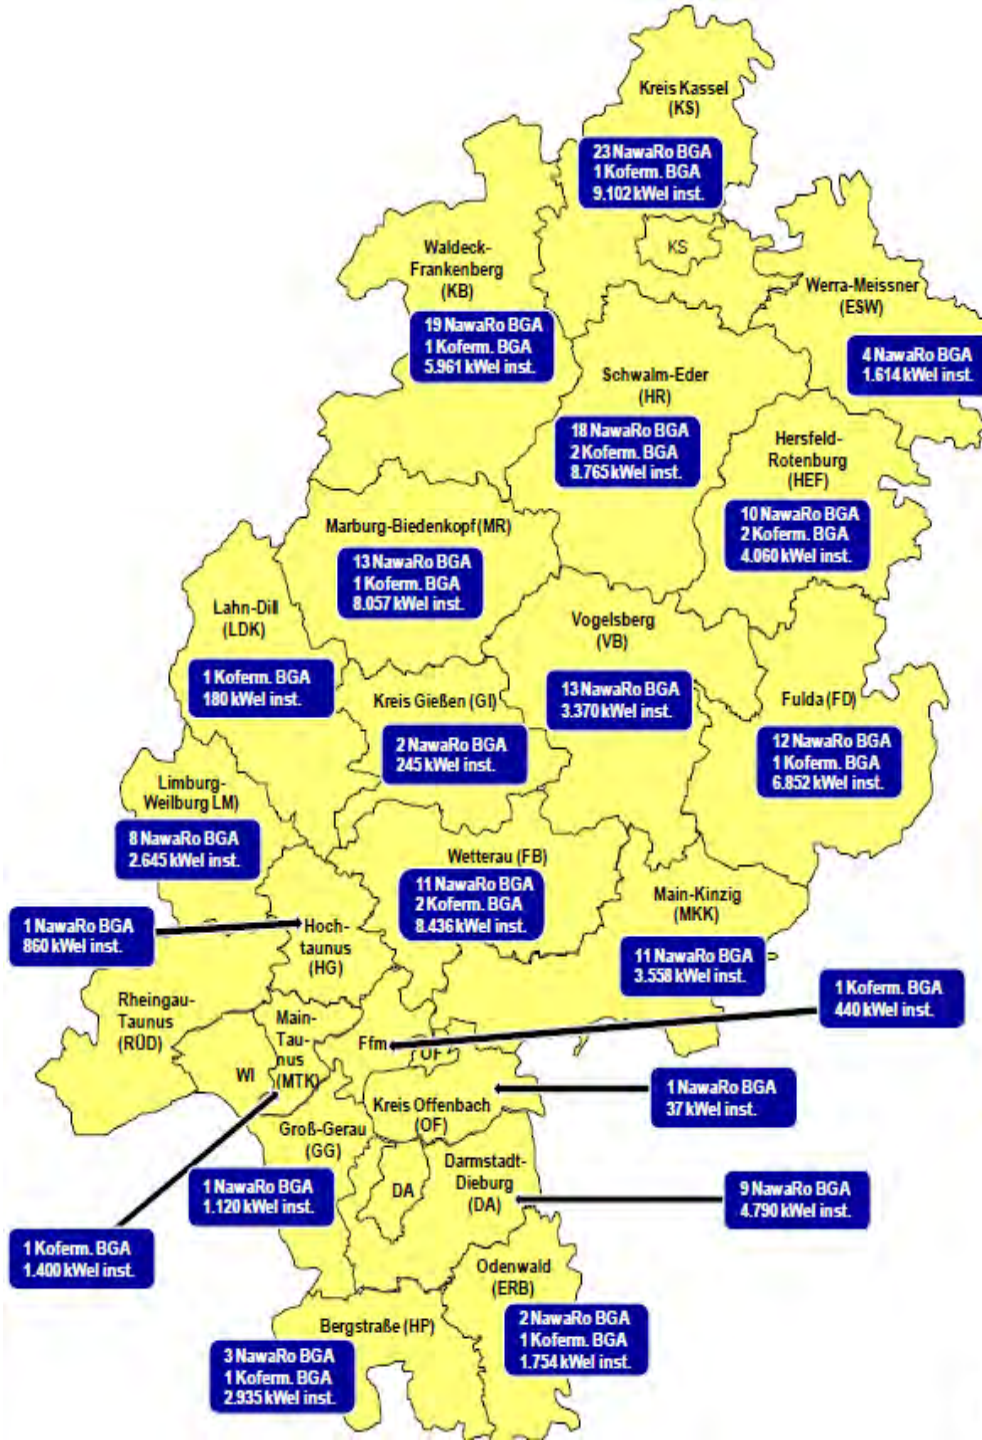 Kreis Kassel
(KS)
23 NawaRo BGA
1 Koferm. BGA
9.102 kWel inst.
KS
Waldeck-
Frankenberg
(KB)
19 NawaRo BGA
1 Koferm. BGA
5.961 kWel inst.
Werra-Meissner
(ESW)
4 NawaRo BGA
1.614 kWel inst.
Schwalm-Eder
(HR)
18 NawaRo BGA
2 Koferm. BGA
8.765 kWel inst.
Hersfeld-
Rotenburg
(HEF)
10 NawaRo BGA
2 Koferm. BGA
4.060 kWel inst.
Marburg-Biedenkopf (MR)
13 NawaRo BGA
1 Koferm. BGA
8.057 kWel inst.
Lahn-Dill
(LDK)
1 Koferm. BGA
180 kWel inst.
Vogelsberg
(VB)
13 NawaRo BGA
3.370 kWel inst.
Kreis Gießen (GI)
2 NawaRo BGA
245 kWel inst.
Fulda (FD)
12 NawaRo BGA
1 Koferm. BGA
6.852 kWel inst.
Limburg-
Weilburg LM)
8 NawaRo BGA
2.645 kWel inst.
Wetterau (FB)
11 NawaRo BGA
2 Koferm. BGA
8.436 kWel inst.
Main-Kinzig
(MKK)
11 NawaRo BGA
3.558 kWel inst.
1 NawaRo BGA
860 kWel inst.
Hoch-
taunus
(HG)
Rheingau-
Taunus
(RÜD)
Main-
Tau-
nus
(MTK)
WI
Ffm
OF
1 Koferm. BGA
440 kWel inst.
Kreis Offenbach
(OF)
1 NawaRo BGA
37 kWel inst.
Groß-Gerau
(GG)
1 NawaRo BGA
1.120 kWel inst.
DA
Darmstadt-
Dieburg
(DA)
9 NawaRo BGA
4.790 kWel inst.
1 Koferm. BGA
1.400 kWel inst.
Odenwald
(ERB)
2 NawaRo BGA
1 Koferm. BGA
1.754 kWel inst.
Bergstraße (HP)
3 NawaRo BGA
1 Koferm. BGA
2.935 kWel inst.